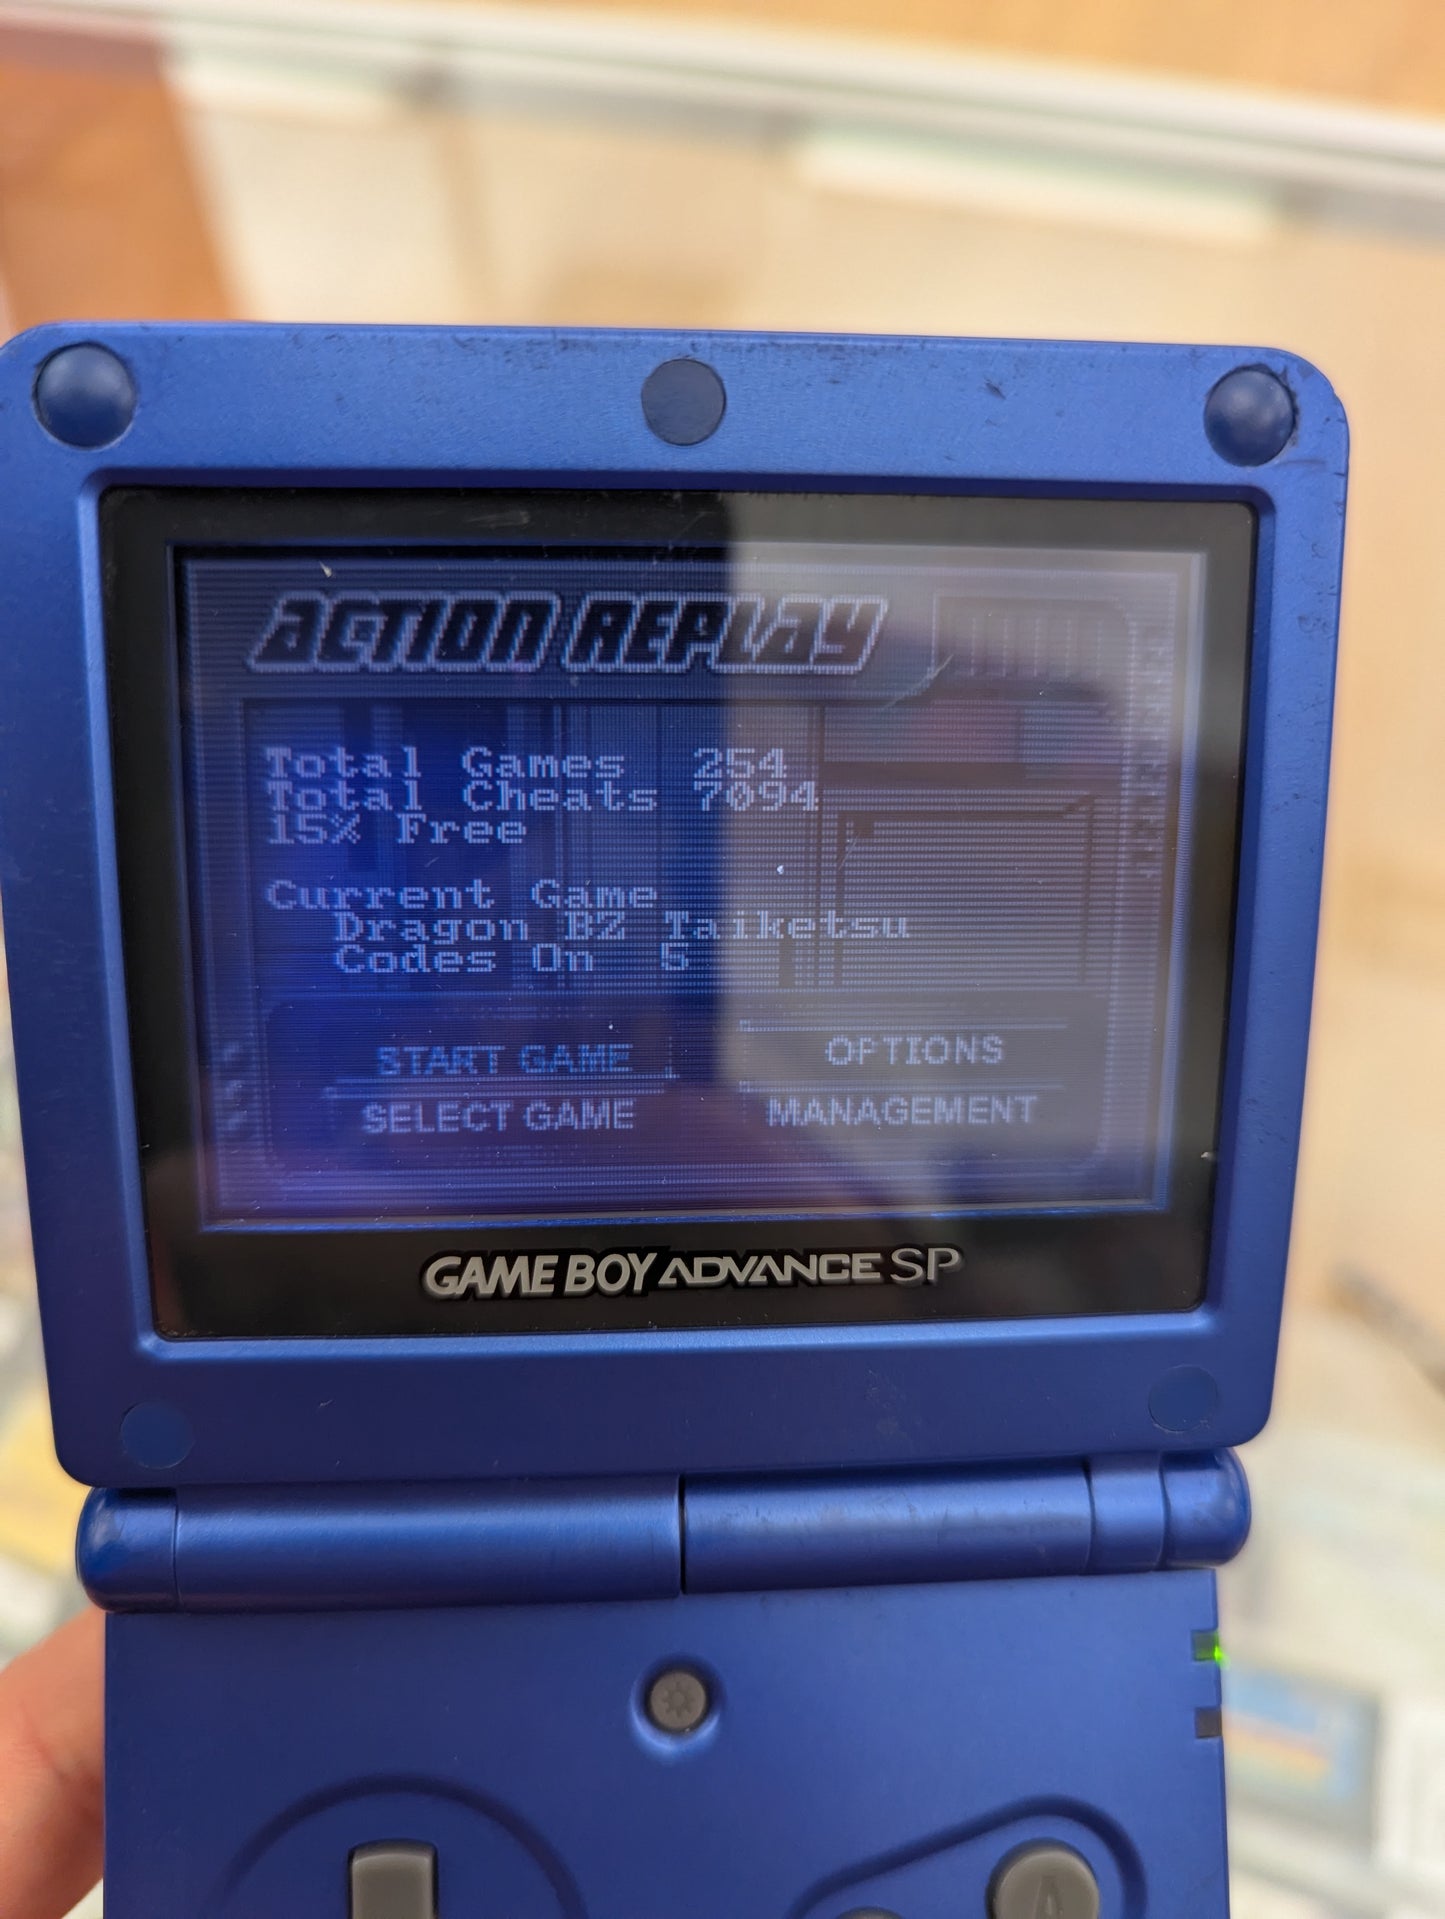 ACTION REPLAY
Total Games 254
Total Cheats 7094
15% Free
Current Game
Dragon BZ Taiketsu
Codes On 5
START GAME
OPTIONS
SELECT GAME
MANAGEMENT
GAME BOY ADVANCE SP
A